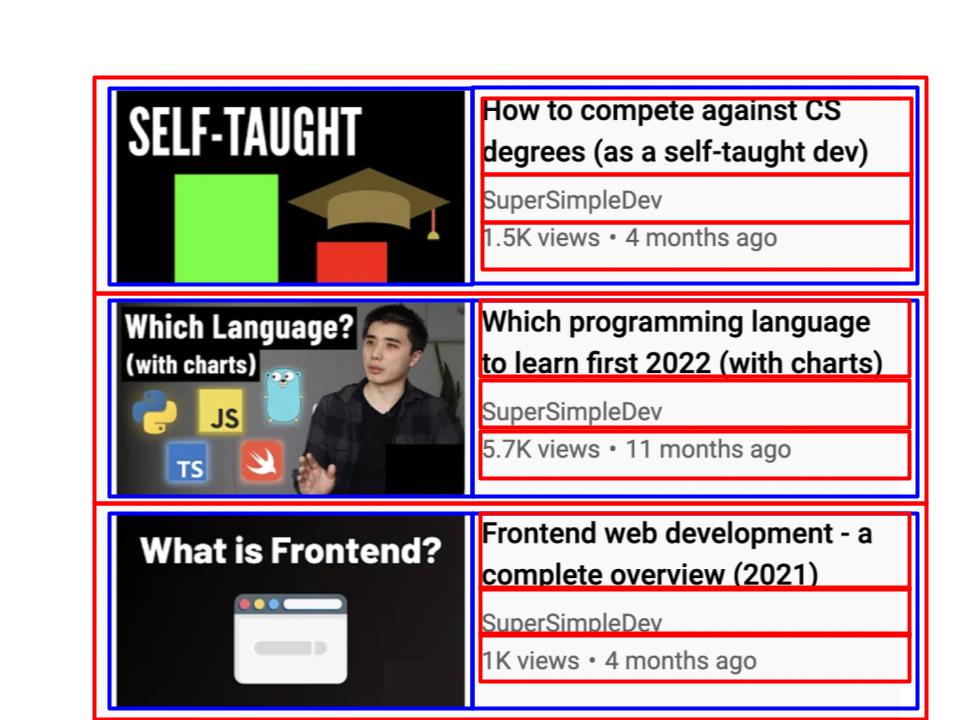 SELF-TAUGHT
How to compete against CS
degrees (as a self-taught dev)
SuperSimpleDev
1.5K views • 4 months ago
Which Language?
(with charts)
JS
TS
Which programming language
to learn first 2022 (with charts)
SuperSimpleDev
5.7K views • 11 months ago
What is Frontend?
Frontend web development - a
complete overview (2021)
SuperSimpleDev
1K views • 4 months ago